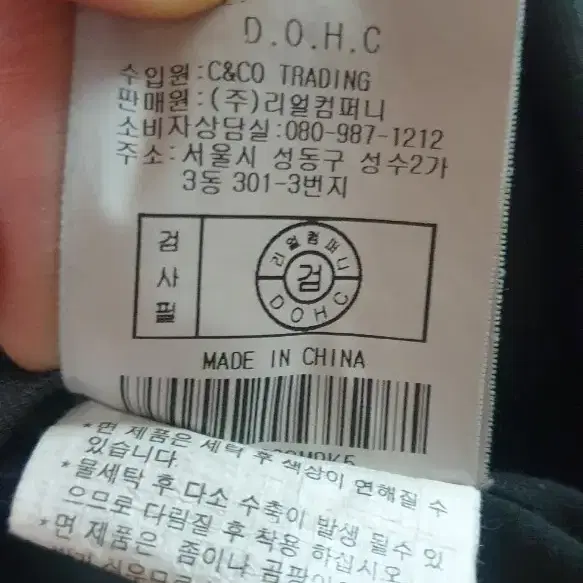 D.O.H.C
수입원:C&CO TRADING
판매원:(주)리얼컴퍼니
소비자상담실:080-987-1212
주소:서울시 성동구 성수2가
3동 301-3번지
검사필
리얼컴퍼니
검
DOHC
MADE IN CHINA
*면 제품은 세탁 후 색상이 연해질 수
있습니다
*물세탁 후 다소 수축이 발생 될수 있
으므로 다림질 후 착용 하십시오
*면 제품은 좀이나